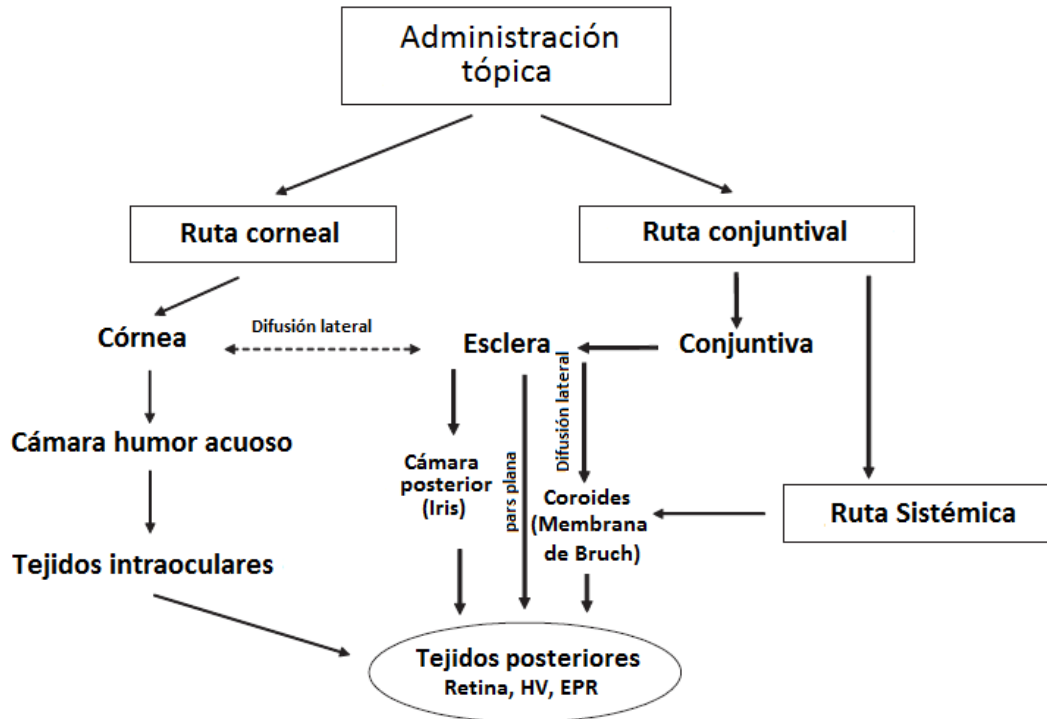 Administración
tópica
Ruta corneal
Ruta conjuntival
Córnea
Difusión lateral
Esclera
Conjuntiva
Cámara humor acuoso
Cámara
posterior
(Iris)
pars plana
Difusión lateral
Coroides
(Membrana
de Bruch)
Ruta Sistémica
Tejidos intraoculares
Tejidos posteriores
Retina, HV, EPR